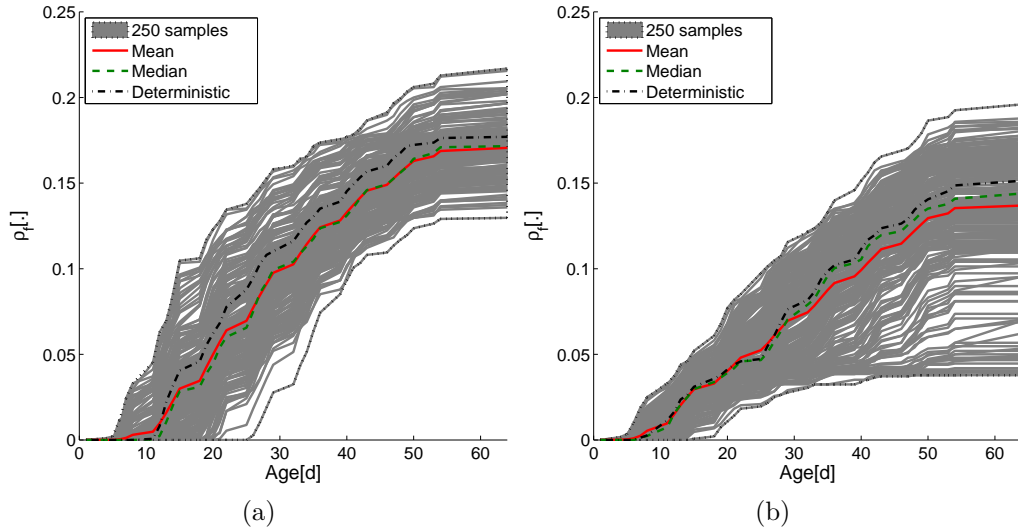 0.25
0.2
0.15
0.1
0.05
0
ρf[.]
250 samples
Mean
Median
Deterministic
0 10 20 30 40 50 60
Age[d]
(a)
0.25
0.2
0.15
0.1
0.05
0
ρf[.]
250 samples
Mean
Median
Deterministic
0 10 20 30 40 50 60
Age[d]
(b)